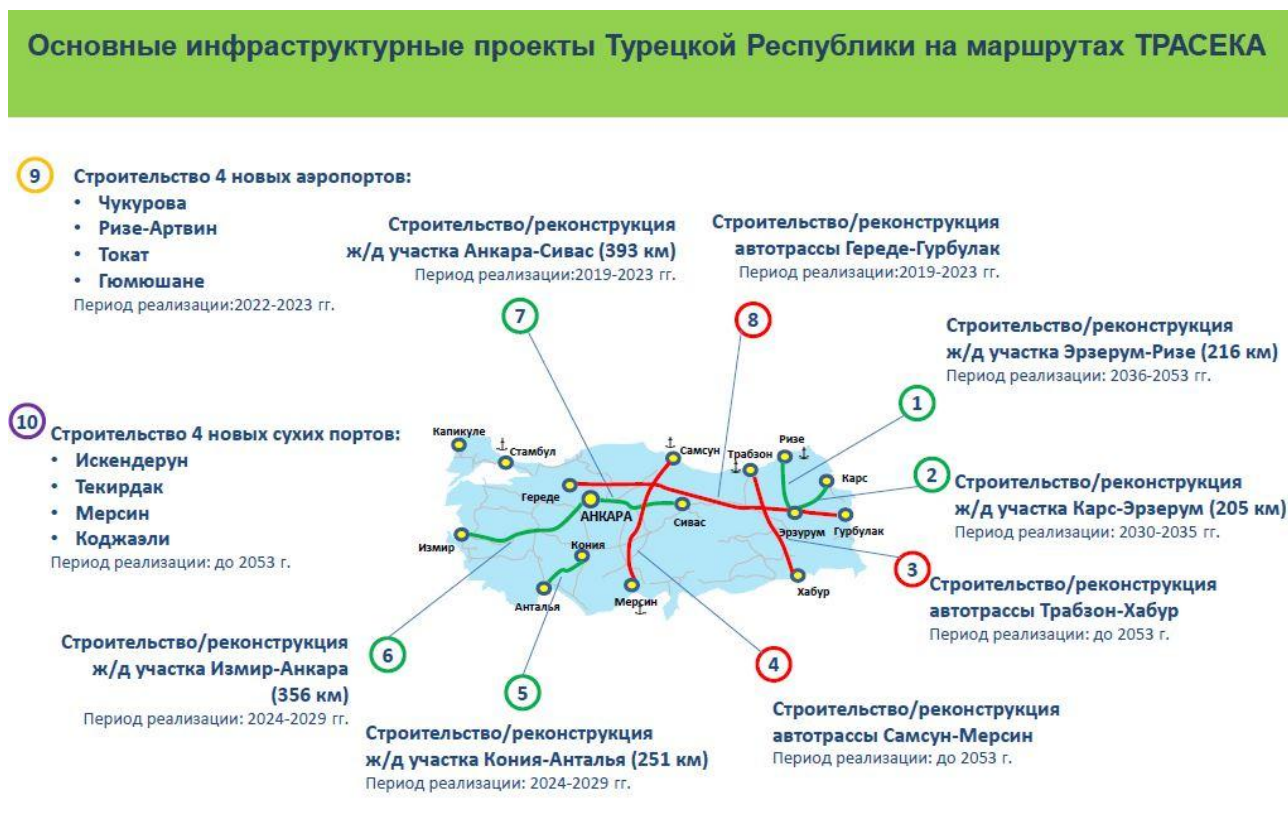 Основные инфраструктурные проекты Турецкой Республики на маршрутах ТРАСЕКА
9
Строительство 4 новых аэропортов:
• Чукурова
• Ризе-Артвин
• Токат
• Гюмюшане
Период реализации:2022-2023 гг.
Строительство/реконструкция
ж/д участка Анкара-Сивас (393 км)
Период реализации:2019-2023 гг.
7
Строительство/реконструкция
автотрассы Гереде-Гурбулак
Период реализации:2019-2023 гг.
8
Строительство/реконструкция
ж/д участка Эрзерум-Ризе (216 км)
Период реализации: 2036-2053 гг.
1
10
Строительство 4 новых сухих портов:
• Искендерун
• Текирдак
• Мерсин
• Коджаэли
Период реализации: до 2053 г.
Капикуле
Стамбул
Самсун
Трабзон
Ризе
Карс
Гереде
АНКАРА
Сивас
Эрзурум
Гурбулак
Измир
Кония
Анталья
Мерсин
Хабур
2
Строительство/реконструкция
ж/д участка Карс-Эрзерум (205 км)
Период реализации: 2030-2035 гг.
3
Строительство/реконструкция
автотрассы Трабзон-Хабур
Период реализации: до 2053 г.
Строительство/реконструкция
ж/д участка Измир-Анкара
(356 км)
Период реализации: 2024-2029 гг.
6
5
Строительство/реконструкция
ж/д участка Кония-Анталья (251 км)
Период реализации: 2024-2029 гг.
4
Строительство/реконструкция
автотрассы Самсун-Мерсин
Период реализации: до 2053 г.